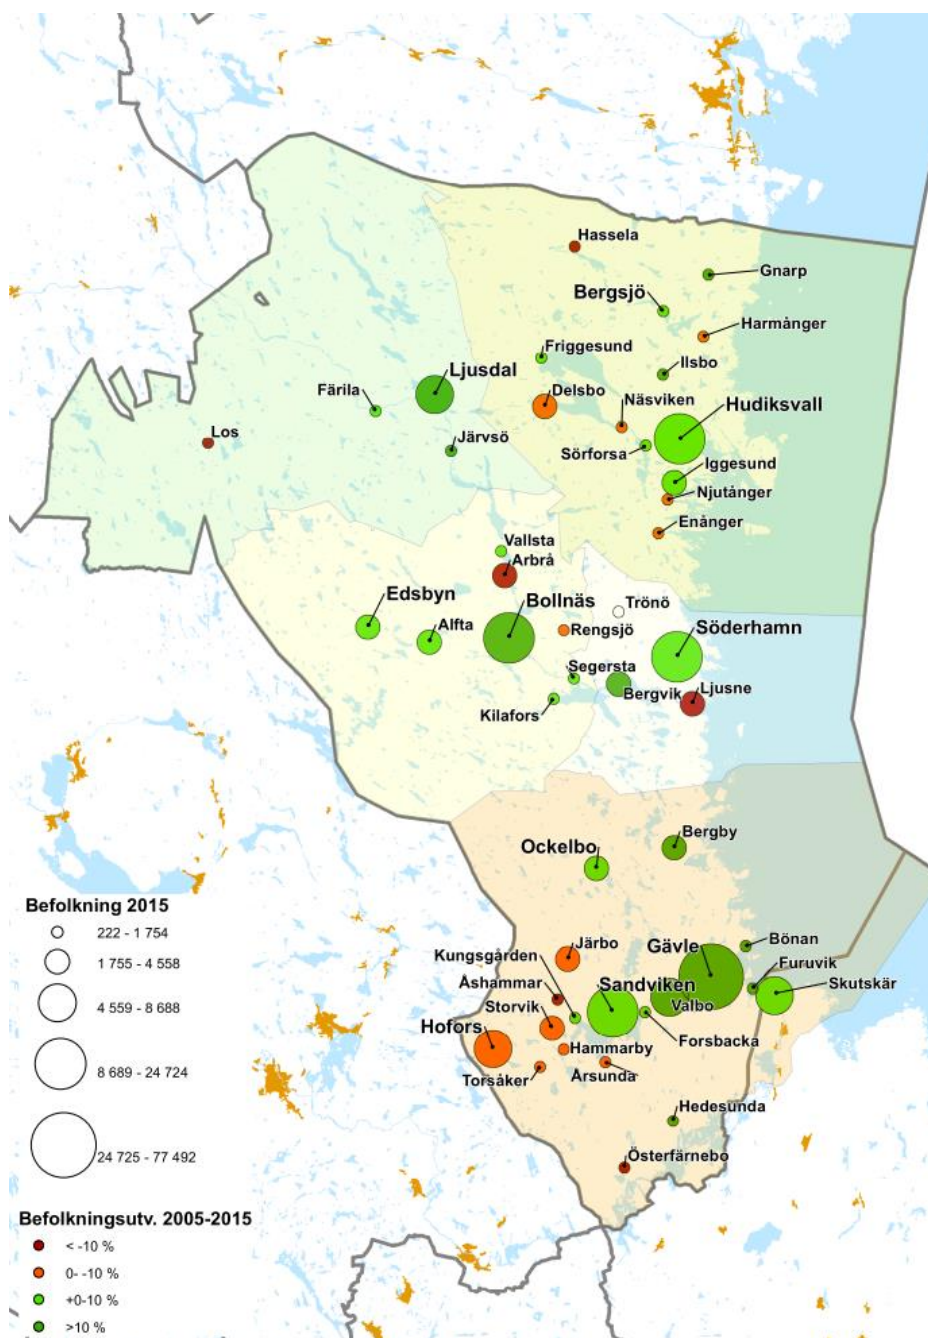 Hassela
Gnarp
Bergsjö
Harmånger
Friggesund
Ilsbo
Ljusdal
Färila
Delsbo
Näsviken
Hudiksvall
Los
Järvsö
Sörforsa
Iggesund
Njutånger
Enånger
Vallsta
Arbrå
Edsbyn
Bollnäs
Trönö
Alfta
Rengsjö
Söderhamn
Segersta
Bergvik
Ljusne
Kilafors
Bergby
Ockelbo
Järbo
Gävle
Bönan
Kungsgården
Furuvik
Åshammar
Sandviken
Skutskär
Storvik
Valbo
Hofors
Forsbacka
Hammarby
Torsåker
Årsunda
Hedesunda
Österfärnebo
Befolkning 2015
222 - 1 754
1 755 - 4 558
4 559 - 8 688
8 689 - 24 724
24 725 - 77 492
Befolkningsutv. 2005-2015
< -10 %
0- -10 %
+0-10 %
>10 %